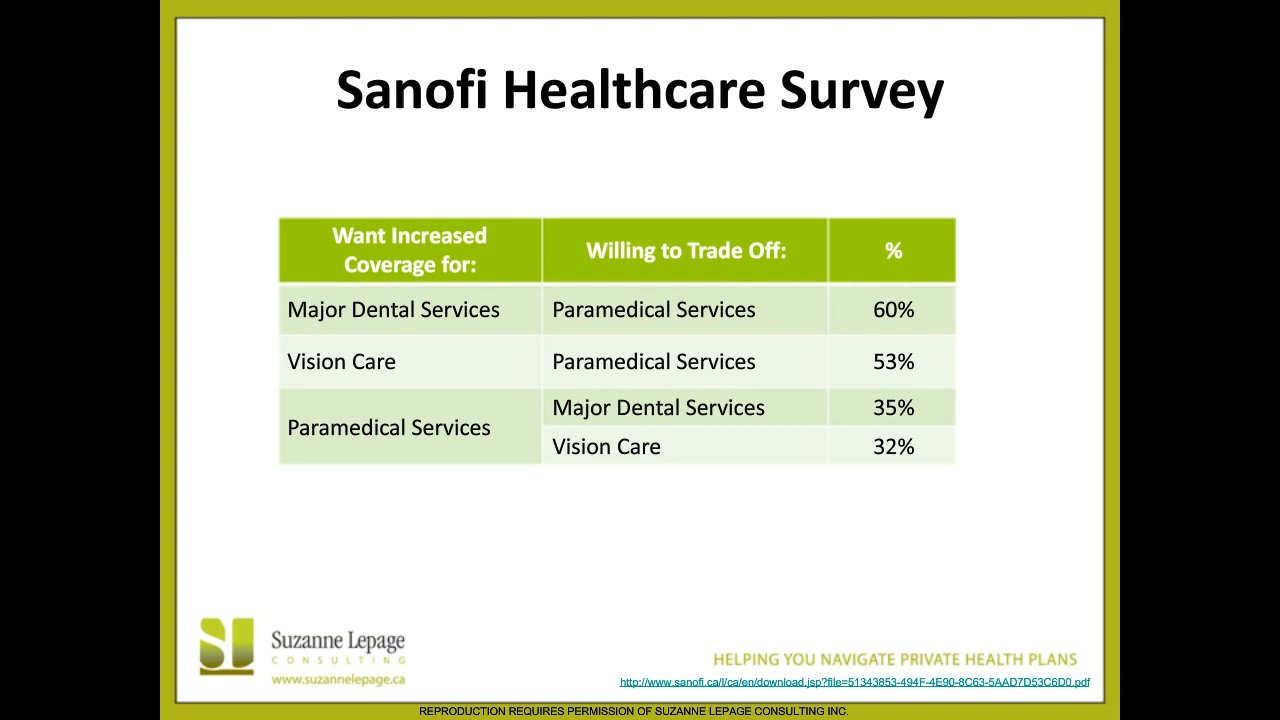 Sanofi Healthcare Survey
Want Increased
Coverage for:
Willing to Trade Off:
%
Major Dental Services
Paramedical Services
60%
Vision Care
Paramedical Services
53%
Paramedical Services
Major Dental Services
35%
Vision Care
32%
SL
Suzanne Lepage
CONSULTING
www.suzannelepage.ca
HELPING YOU NAVIGATE PRIVATE HEALTH PLANS
http://www.sanofi.ca/l/ca/en/download.jsp?file=51343853-494F-4E90-8C63-5AAD7D53C6D0.pdf
REPRODUCTION REQUIRES PERMISSION OF SUZANNE LEPAGE CONSULTING INC.